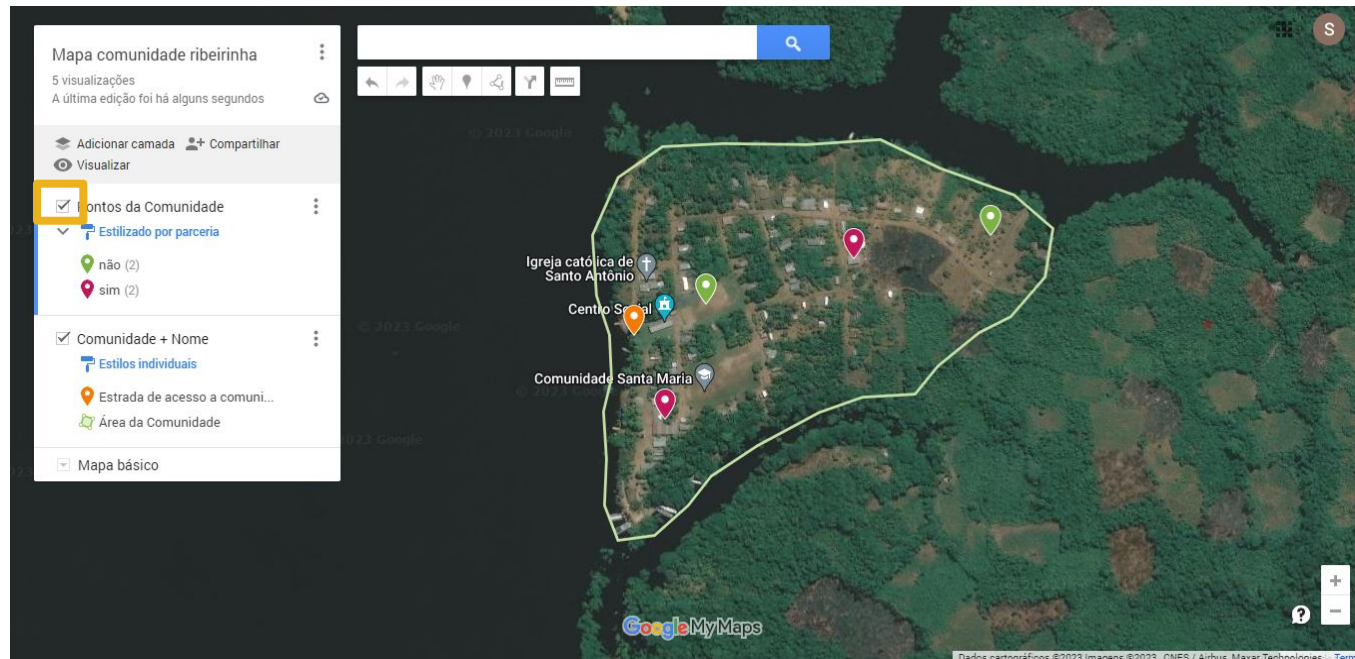 Mapa comunidade ribeirinha
5 visualizações
A última edição foi há alguns segundos
Adicionar camada Compartilhar
Visualizar
Pontos da Comunidade
Estilizado por parceria
não (2)
sim (2)
Comunidade + Nome
Estilos individuais
Estrada de acesso a comuni...
Área da Comunidade
Mapa básico
S
© 2023 Google
Igreja católica de
Santo Antônio
Centro Social
© 2023 Google
Comunidade Santa Maria
© 2023 Google
2023 Google
Google My Maps
Dados cartográficos ©2023 Imagens ©2023 , CNES / Airbus, Maxar Technologies Term